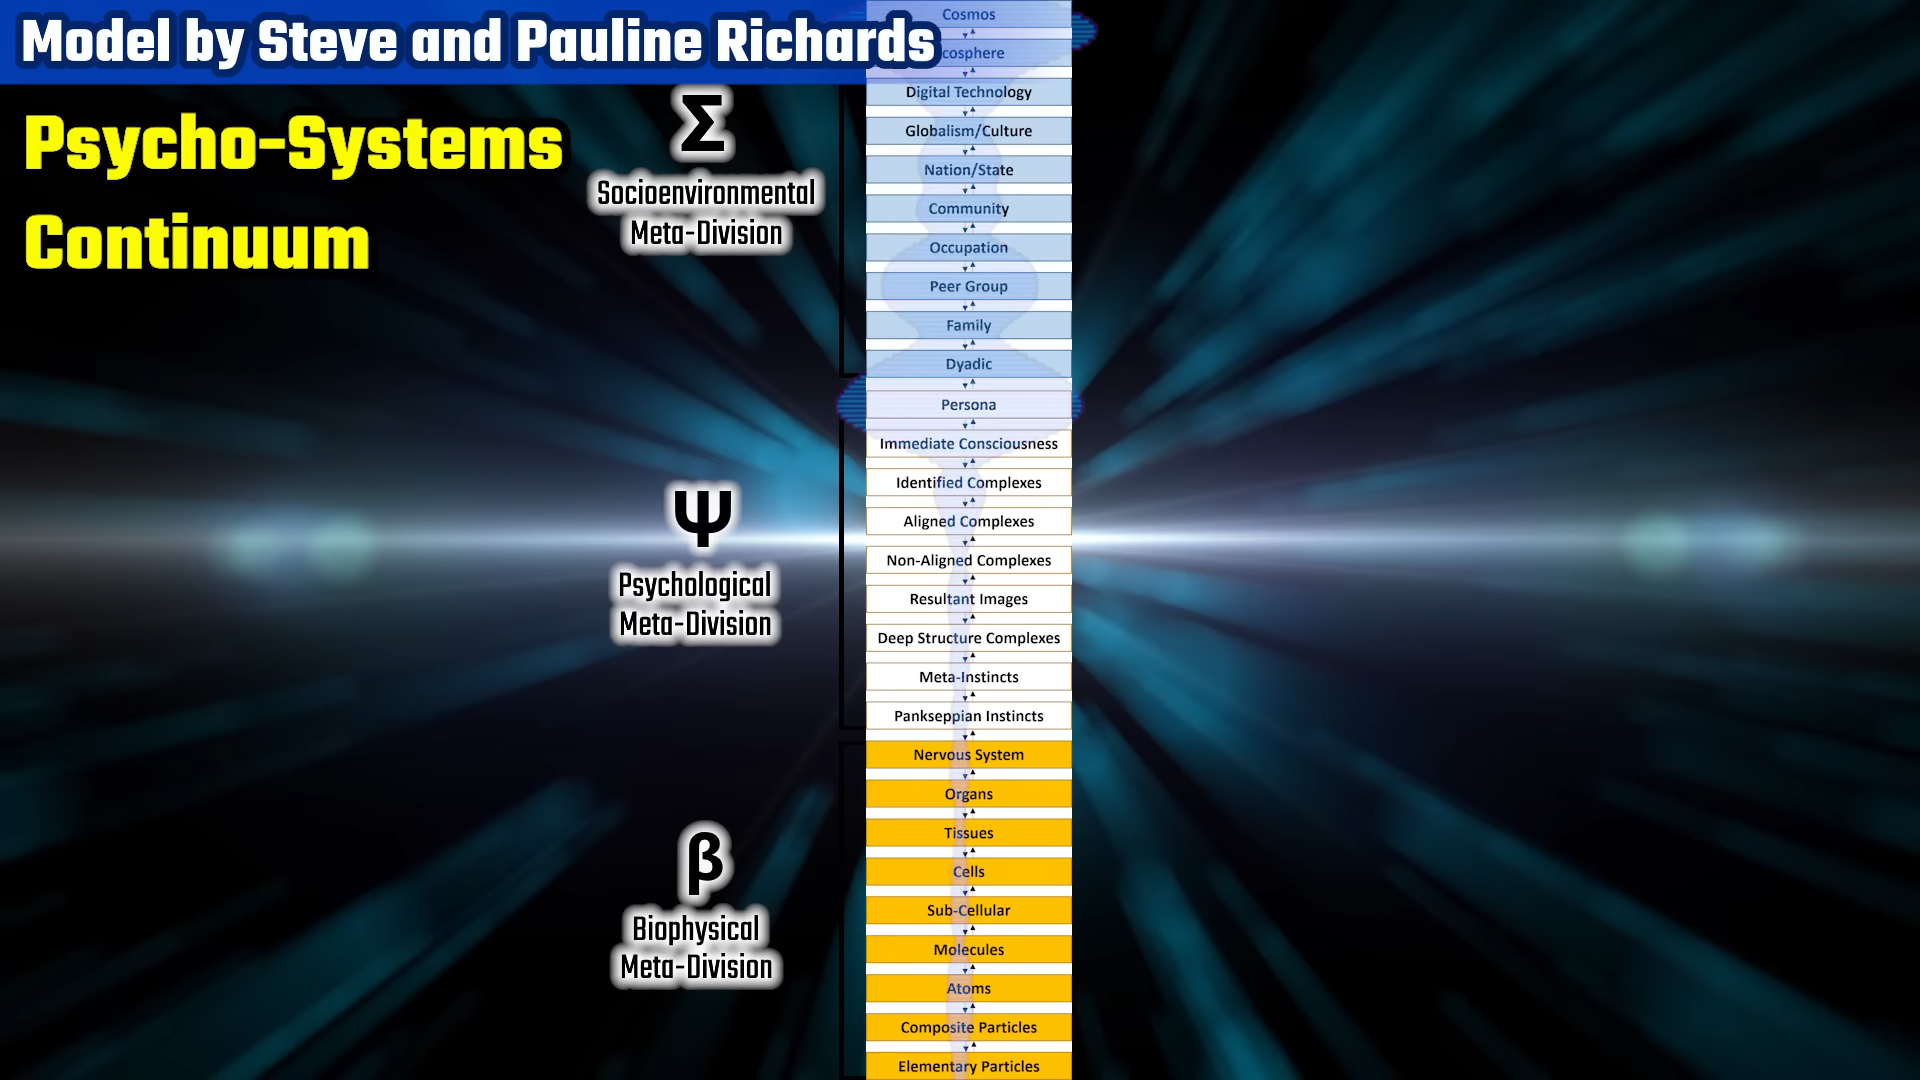 Model by Steve and Pauline Richards
Psycho-Systems
Continuum
Σ
Socioenvironmental
Meta-Division
Ψ
Psychological
Meta-Division
β
Biophysical
Meta-Division
Cosmos
cosphere
Digital Technology
Globalism/Culture
Nation/State
Community
Occupation
Peer Group
Family
Dyadic
Persona
Immediate Consciousness
Identified Complexes
Aligned Complexes
Non-Aligned Complexes
Resultant Images
Deep Structure Complexes
Meta-Instincts
Pankseppian Instincts
Nervous System
Organs
Tissues
Cells
Sub-Cellular
Molecules
Atoms
Composite Particles
Elementary Particles